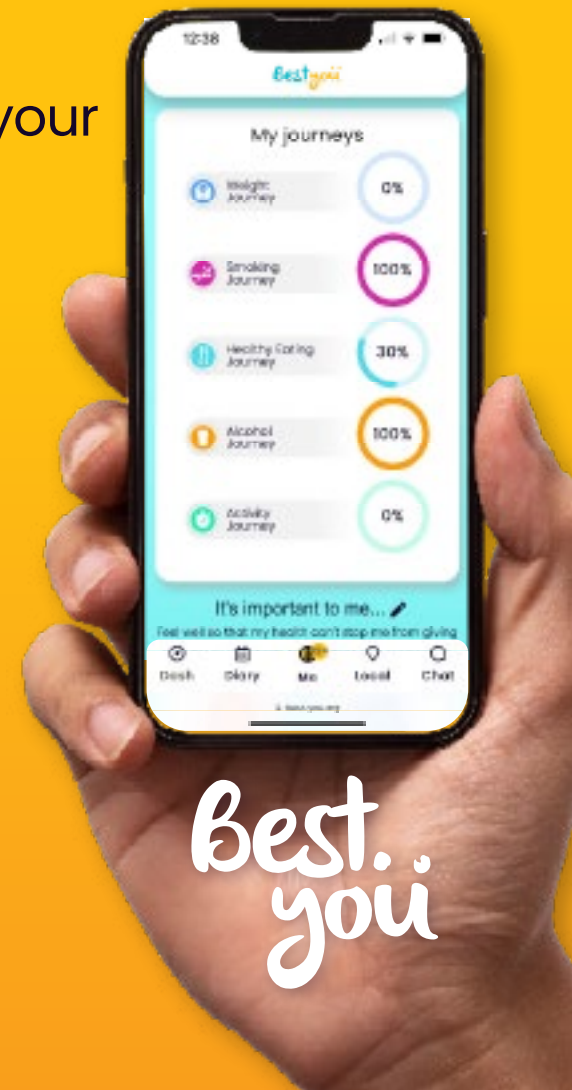 your
12:38
Best you
My journeys
Weight
Journey
0%
Smoking
Journey
100%
Healthy Eating
Journey
30%
Alcohol
Journey
100%
Activity
Journey
0%
It's important to me...
Feel well so that my health can't stop me from giving
Dash Diary Me Local Chat
Best
you